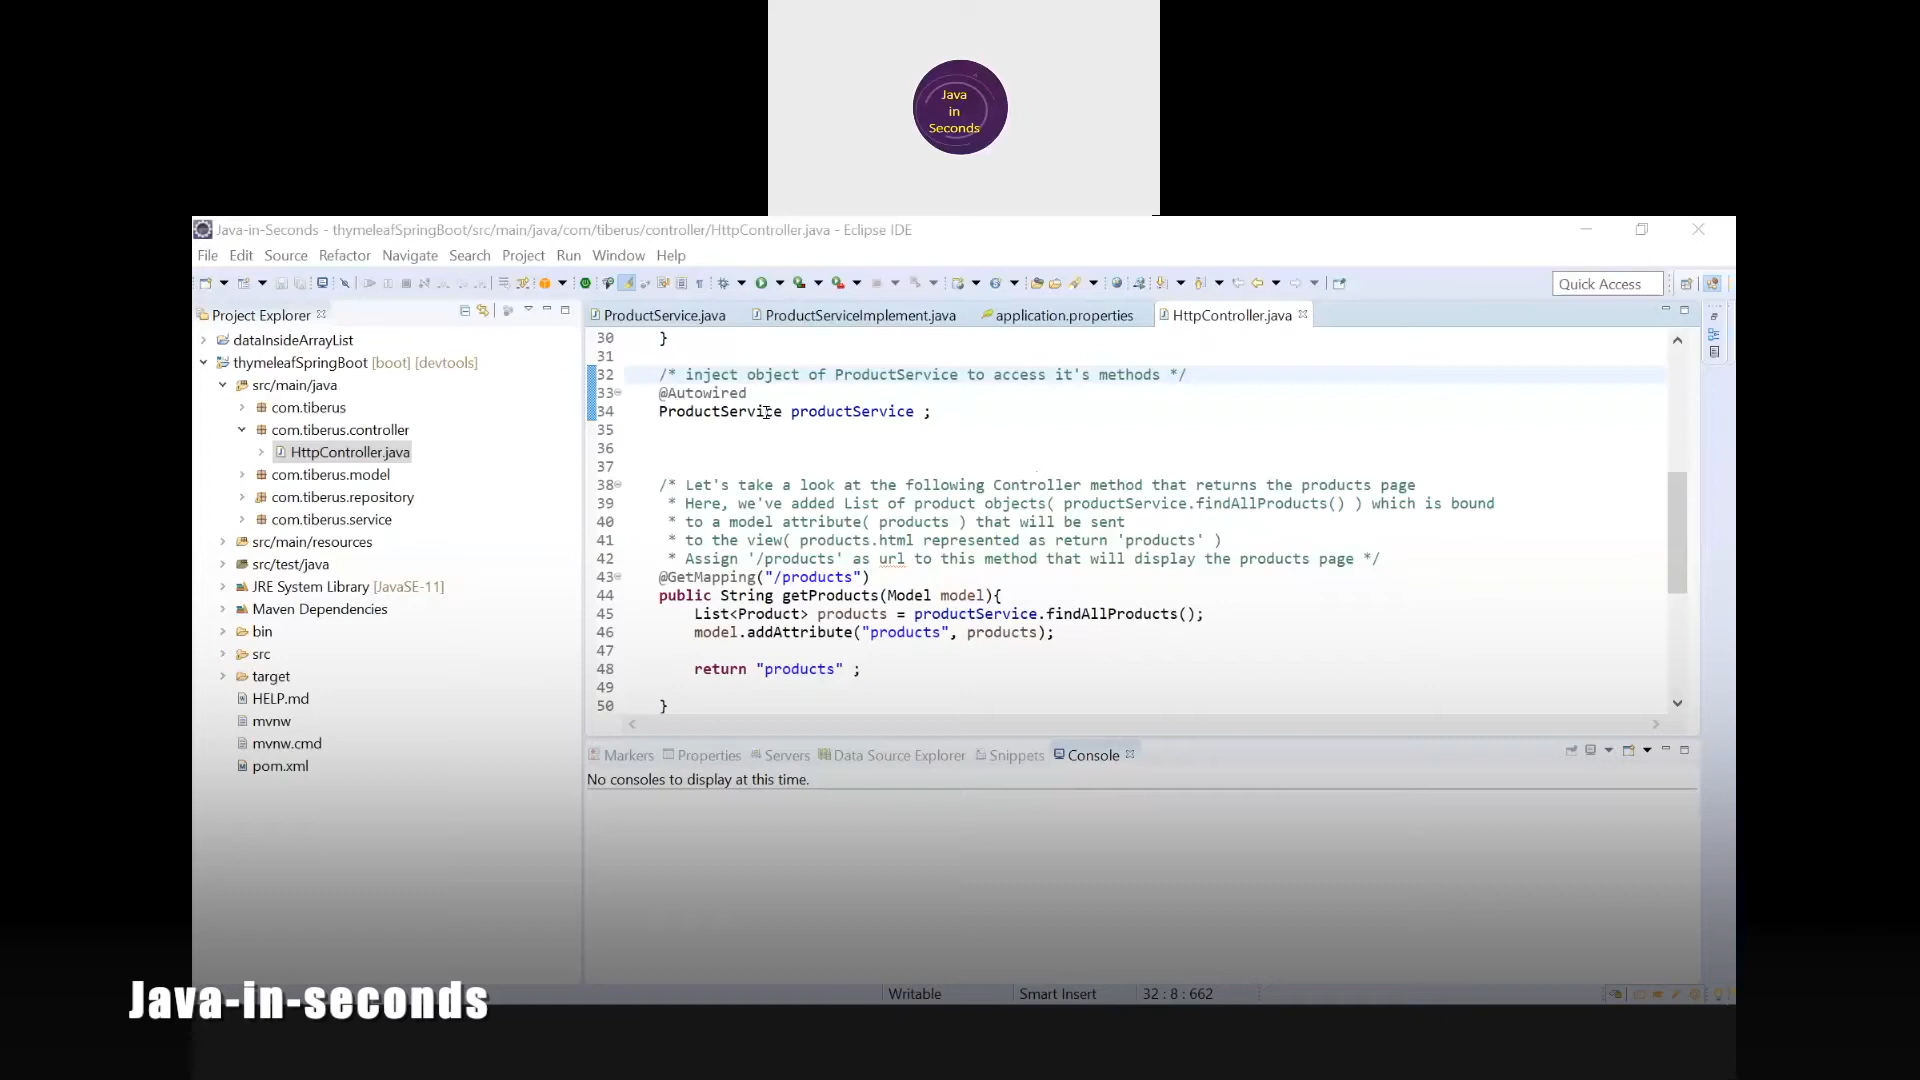 Java
in
Seconds
Java-in-Seconds - thymeleafSpringBoot/src/main/java/com/tiberus/controller/HttpController.java - Eclipse IDE
File Edit Source Refactor Navigate Search Project Run Window Help
Quick Access
Project Explorer
dataInsideArrayList
thymeleafSpringBoot [boot] [devtools]
src/main/java
com.tiberus
com.tiberus.controller
HttpController.java
com.tiberus.model
com.tiberus.repository
com.tiberus.service
src/main/resources
src/test/java
JRE System Library [JavaSE-11]
Maven Dependencies
bin
src
target
HELP.md
mvnw
mvnw.cmd
pom.xml
ProductService.java ProductServiceImplement.java application.properties HttpController.java
30 }
31
32 /* inject object of ProductService to access it's methods */
33 @Autowired
34 ProductService productService ;
35
36
37
38 /* Let's take a look at the following Controller method that returns the products page
39 * Here, we've added List of product objects( productService.findAllProducts() ) which is bound
40 * to a model attribute( products ) that will be sent
41 * to the view( products.html represented as return 'products' )
42 * Assign '/products' as url to this method that will display the products page */
43 @GetMapping("/products")
44 public String getProducts(Model model){
45 List<Product> products = productService.findAllProducts();
46 model.addAttribute("products", products);
47
48 return "products" ;
49
50 }
Markers Properties Servers Data Source Explorer Snippets Console
No consoles to display at this time.
Writable Smart Insert 32 : 8 : 662
Java-in-seconds